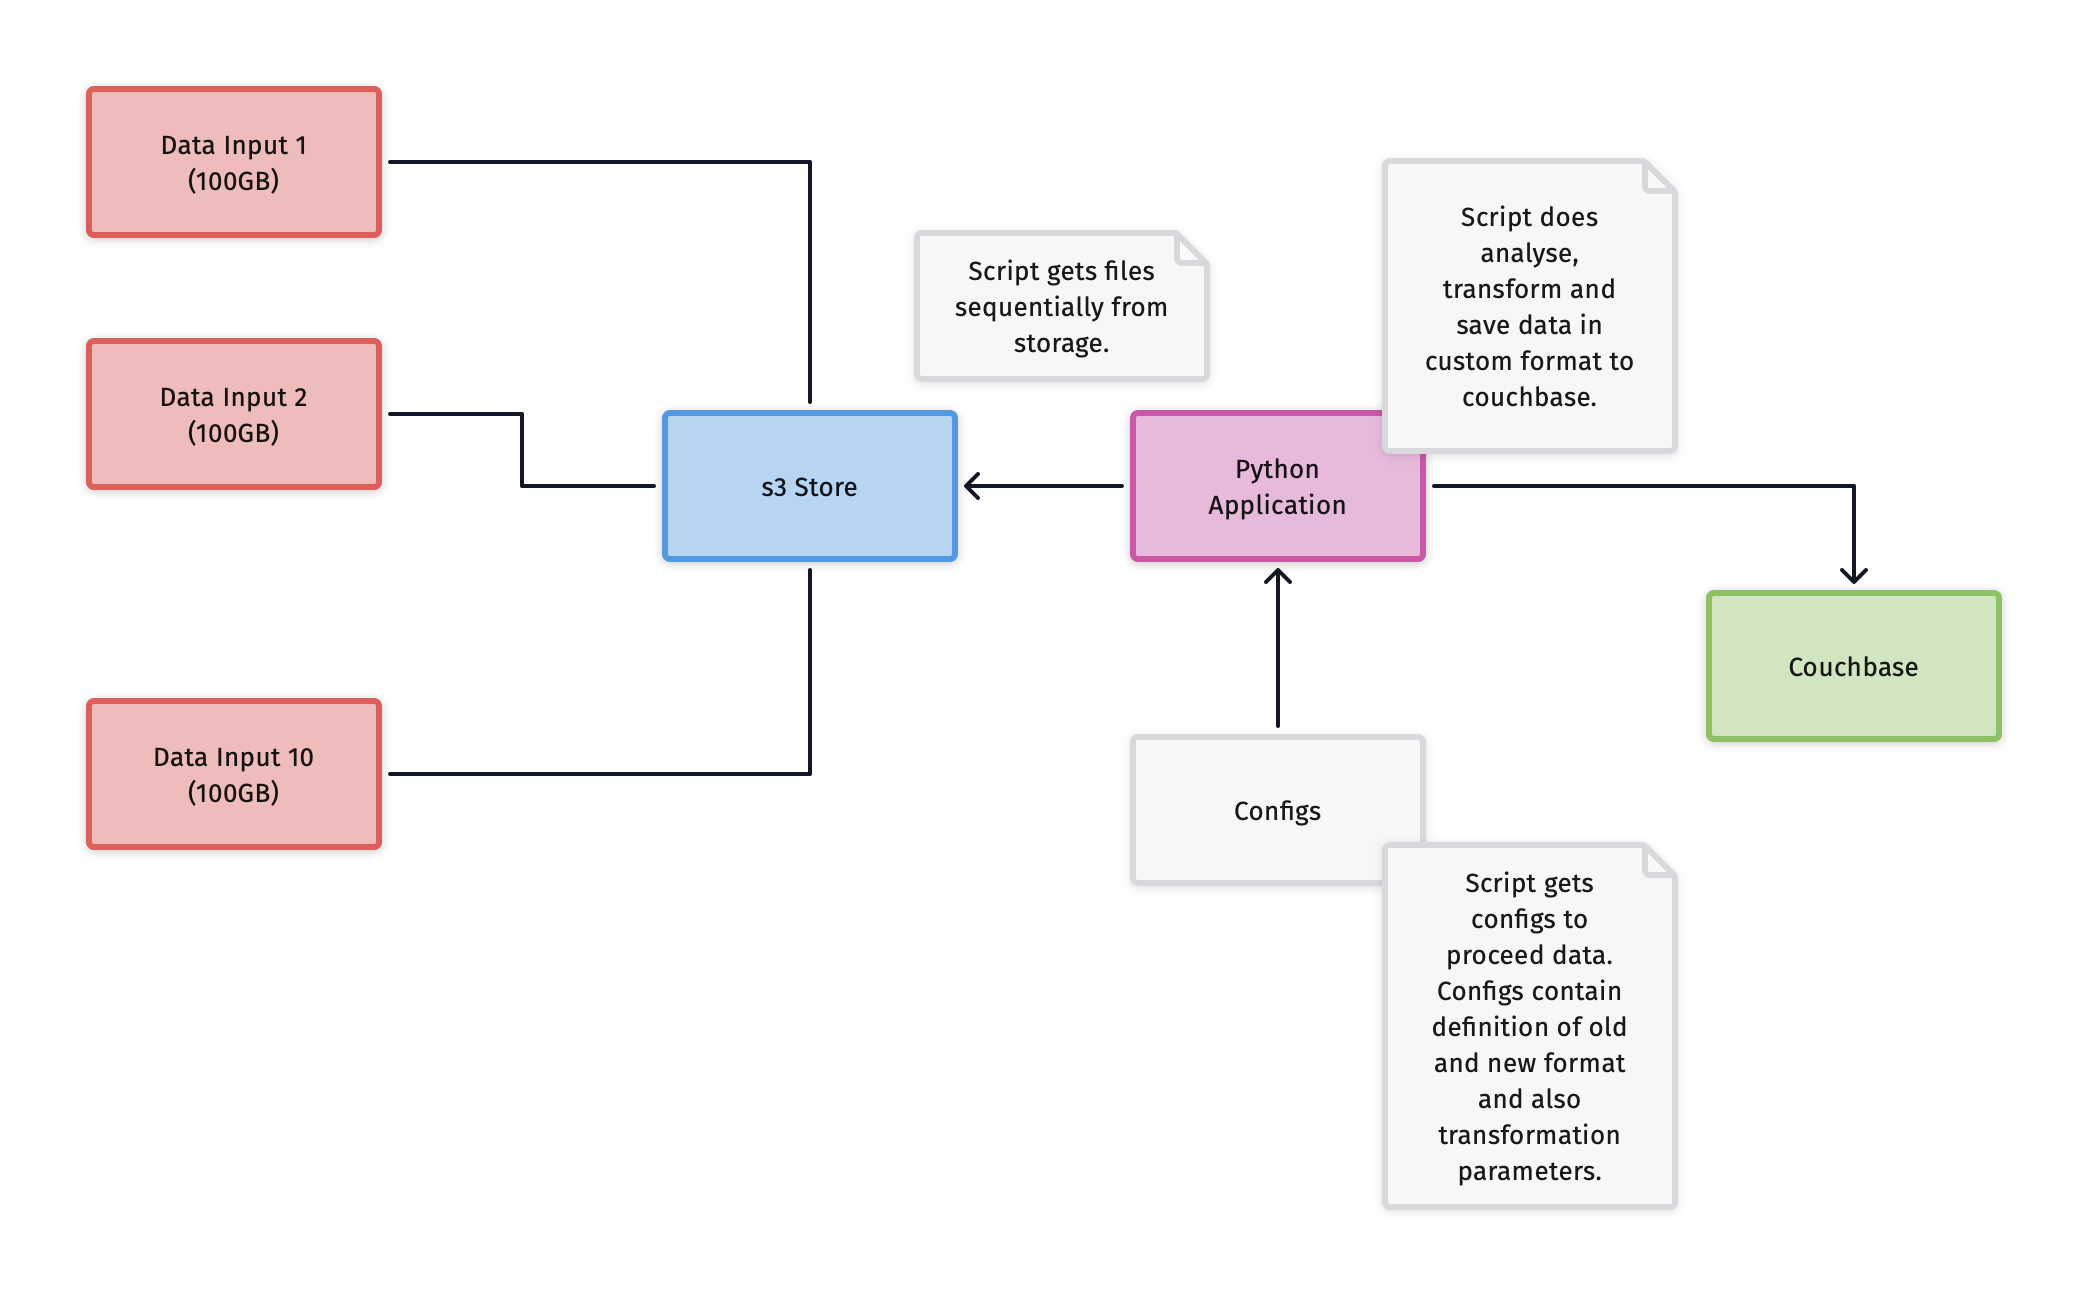 Data Input 1
(100GB)
Data Input 2
(100GB)
Data Input 10
(100GB)
s3 Store
Script gets files
sequentially from
storage.
Python
Application
Script does
analyse,
transform and
save data in
custom format to
couchbase.
Couchbase
Configs
Script gets
configs to
proceed data.
Configs contain
definition of old
and new format
and also
transformation
parameters.